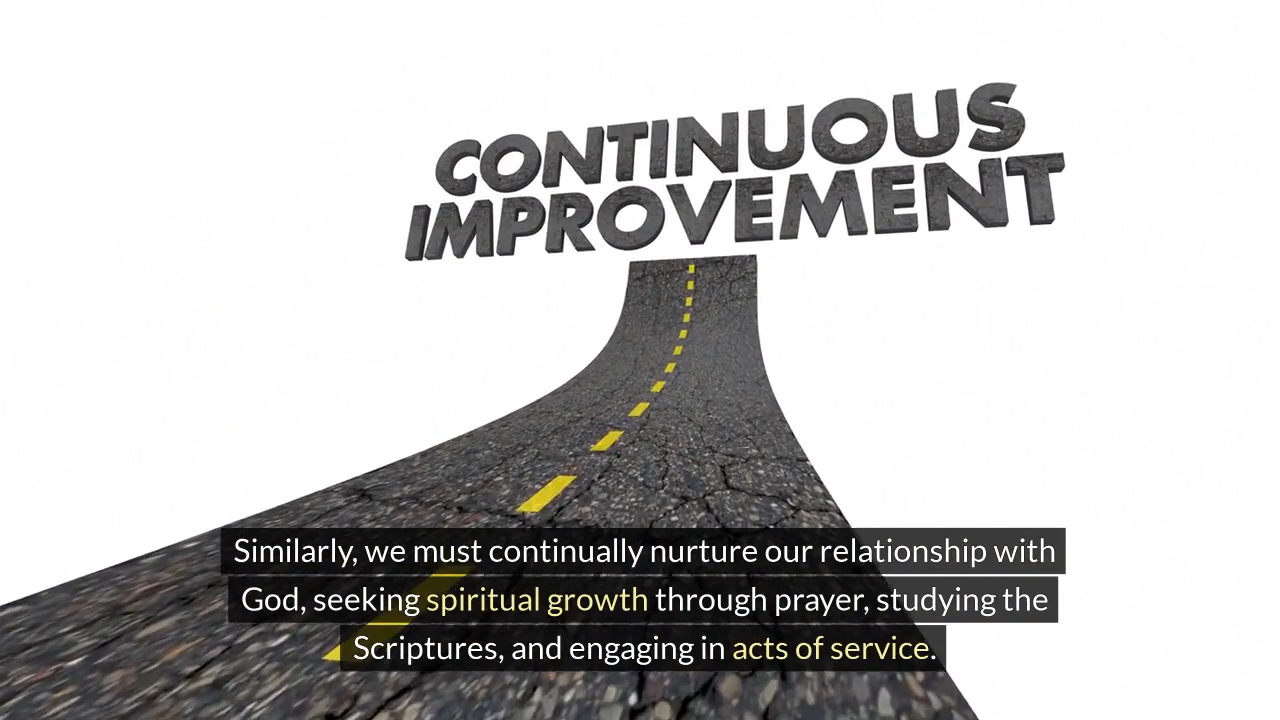 CONTINUOUS
IMPROVEMENT
Similarly, we must continually nurture our relationship with
God, seeking spiritual growth through prayer, studying the
Scriptures, and engaging in acts of service.